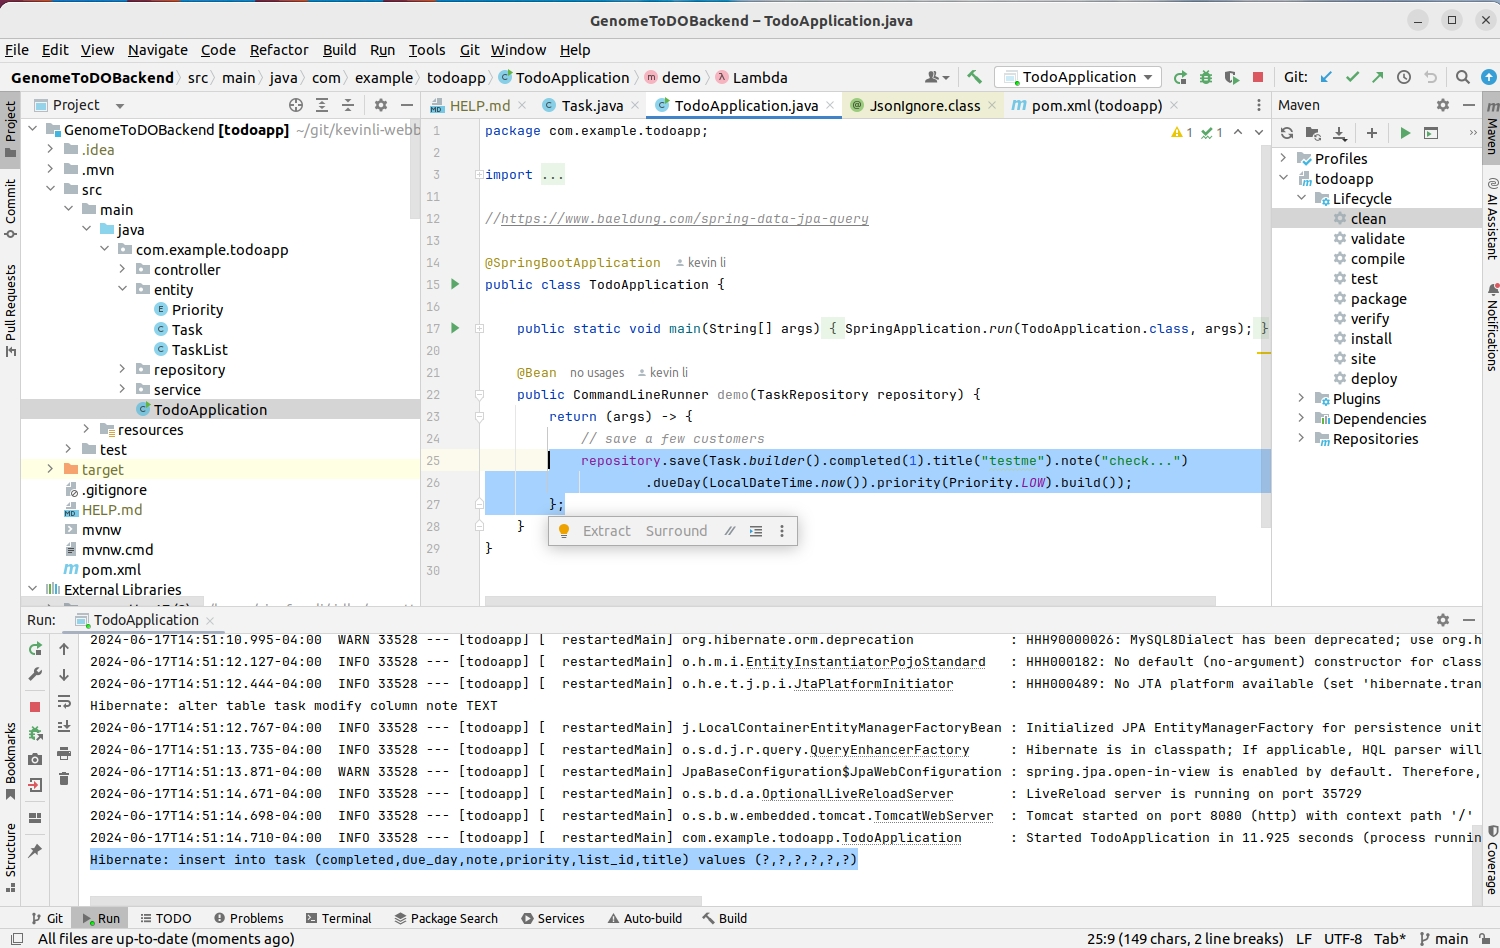 GenomeToDOBackend – TodoApplication.java
File Edit View Navigate Code Refactor Build Run Tools Git Window Help
GenomeToDOBackend src main java com example todoapp TodoApplication demo Lambda TodoApplication Git:
Project
HELP.md Task.java TodoApplication.java JsonIgnore.class pom.xml (todoapp)
Maven
Project
Commit
Pull Requests
Bookmarks
Structure
GenomeToDOBackend [todoapp] ~/git/kevinli-webb
.idea
.mvn
src
main
java
com.example.todoapp
controller
entity
Priority
Task
TaskList
repository
service
TodoApplication
resources
test
target
.gitignore
HELP.md
mvnw
mvnw.cmd
pom.xml
External Libraries
1 package com.example.todoapp; 1 1
2
3 import ...
11
12 //https://www.baeldung.com/spring-data-jpa-query
13
14 @SpringBootApplication kevin li
15 public class TodoApplication {
16
17 public static void main(String[] args) { SpringApplication.run(TodoApplication.class, args); }
20
21 @Bean no usages kevin li
22 public CommandLineRunner demo(TaskRepository repository) {
23 return (args) -> {
24 // save a few customers
25 repository.save(Task.builder().completed(1).title("testme").note("check...")
26 .dueDay(LocalDateTime.now()).priority(Priority.LOW).build());
27 };
28 }
29 }
30
Extract Surround
Profiles
todoapp
Lifecycle
clean
validate
compile
test
package
verify
install
site
deploy
Plugins
Dependencies
Repositories
Maven
AI Assistant
Notifications
Coverage
Run: TodoApplication
2024-06-17T14:51:10.995-04:00 WARN 33528 --- [todoapp] [ restartedMain] org.hibernate.orm.deprecation : HHH90000026: MySQL8Dialect has been deprecated; use org.h
2024-06-17T14:51:12.127-04:00 INFO 33528 --- [todoapp] [ restartedMain] o.h.m.i.EntityInstantiatorPojoStandard : HHH000182: No default (no-argument) constructor for class
2024-06-17T14:51:12.444-04:00 INFO 33528 --- [todoapp] [ restartedMain] o.h.e.t.j.p.i.JtaPlatformInitiator : HHH000489: No JTA platform available (set 'hibernate.tran
Hibernate: alter table task modify column note TEXT
2024-06-17T14:51:12.767-04:00 INFO 33528 --- [todoapp] [ restartedMain] j.LocalContainerEntityManagerFactoryBean : Initialized JPA EntityManagerFactory for persistence unit
2024-06-17T14:51:13.735-04:00 INFO 33528 --- [todoapp] [ restartedMain] o.s.d.j.r.query.QueryEnhancerFactory : Hibernate is in classpath; If applicable, HQL parser will
2024-06-17T14:51:13.871-04:00 WARN 33528 --- [todoapp] [ restartedMain] JpaBaseConfiguration$JpaWebConfiguration : spring.jpa.open-in-view is enabled by default. Therefore,
2024-06-17T14:51:14.671-04:00 INFO 33528 --- [todoapp] [ restartedMain] o.s.b.d.a.OptionalLiveReloadServer : LiveReload server is running on port 35729
2024-06-17T14:51:14.698-04:00 INFO 33528 --- [todoapp] [ restartedMain] o.s.b.w.embedded.tomcat.TomcatWebServer : Tomcat started on port 8080 (http) with context path '/'
2024-06-17T14:51:14.710-04:00 INFO 33528 --- [todoapp] [ restartedMain] com.example.todoapp.TodoApplication : Started TodoApplication in 11.925 seconds (process runnin
Hibernate: insert into task (completed,due_day,note,priority,list_id,title) values (?,?,?,?,?,?)
Git Run TODO Problems Terminal Package Search Services Auto-build Build
All files are up-to-date (moments ago) 25:9 (149 chars, 2 line breaks) LF UTF-8 Tab* main